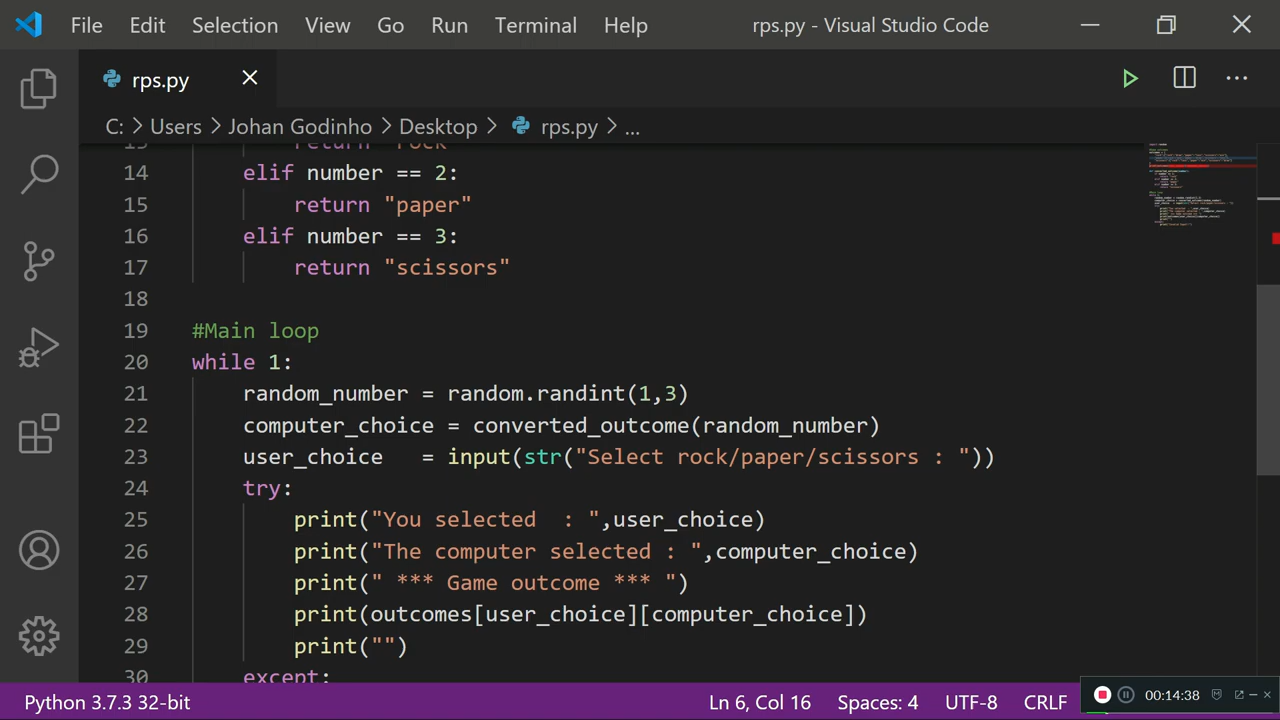 File Edit Selection View Go Run Terminal Help rps.py - Visual Studio Code
rps.py
C: > Users > Johan Godinho > Desktop > rps.py > ...
return "rock"
14 elif number == 2:
15 return "paper"
16 elif number == 3:
17 return "scissors"
18
19 #Main loop
20 while 1:
21 random_number = random.randint(1,3)
22 computer_choice = converted_outcome(random_number)
23 user_choice   = input(str("Select rock/paper/scissors : "))
24 try:
25 print("You selected  : ",user_choice)
26 print("The computer selected : ",computer_choice)
27 print(" *** Game outcome *** ")
28 print(outcomes[user_choice][computer_choice])
29 print("")
30 except:
Python 3.7.3 32-bit Ln 6, Col 16 Spaces: 4 UTF-8 CRLF 00:14:38